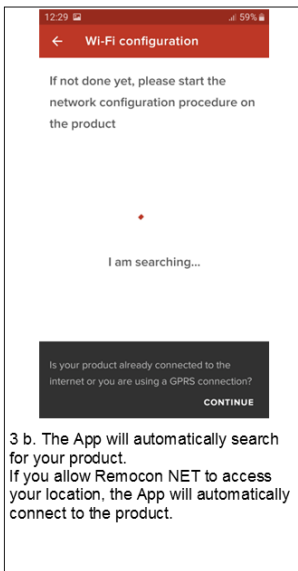 12:29 59%
← Wi-Fi configuration
If not done yet, please start the
network configuration procedure on
the product
I am searching...
Is your product already connected to the
internet or you are using a GPRS connection?
CONTINUE
3 b. The App will automatically search
for your product.
If you allow Remocon NET to access
your location, the App will automatically
connect to the product.